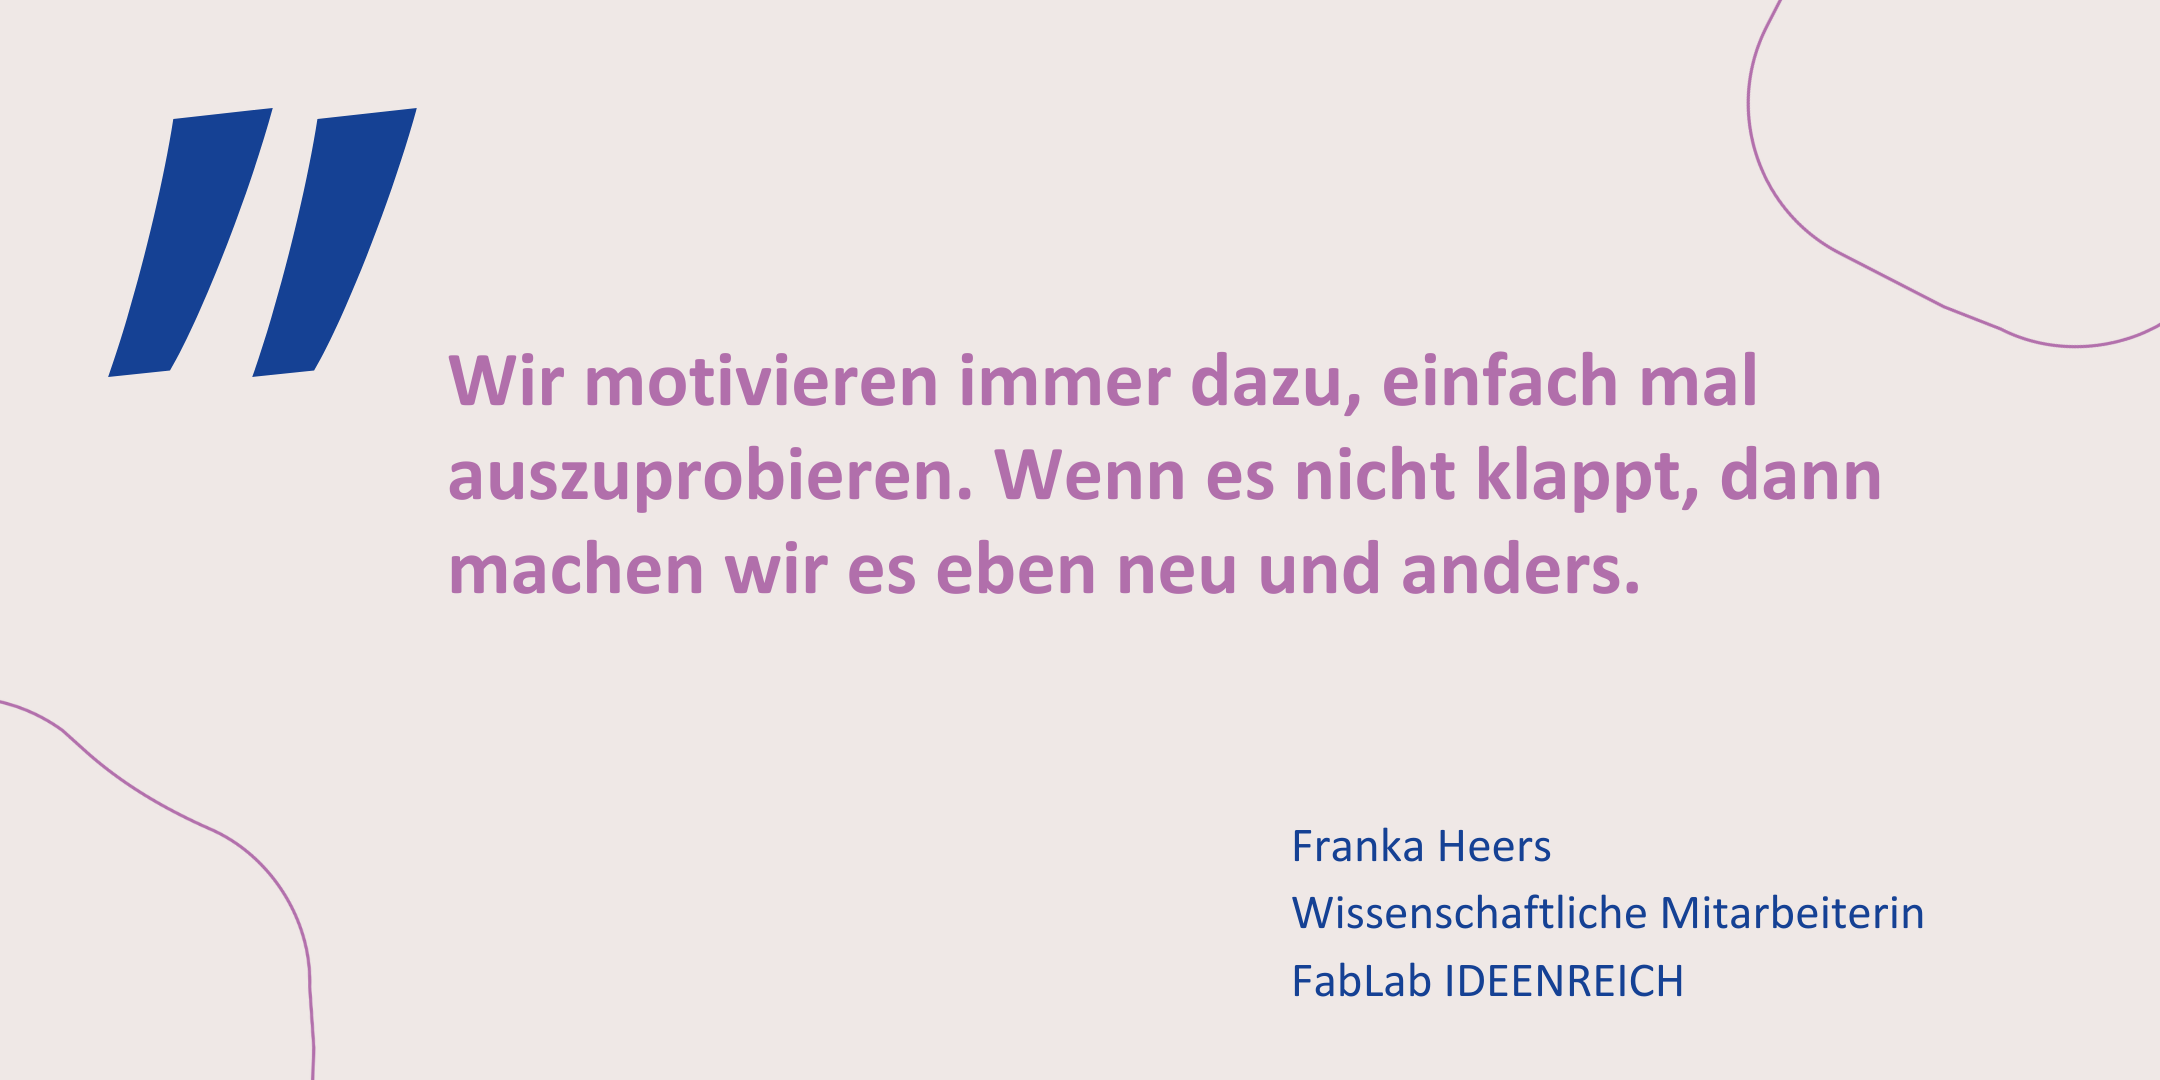 "
Wir motivieren immer dazu, einfach mal
auszuprobieren. Wenn es nicht klappt, dann
machen wir es eben neu und anders.
Franka Heers
Wissenschaftliche Mitarbeiterin
FabLab IDEENREICH